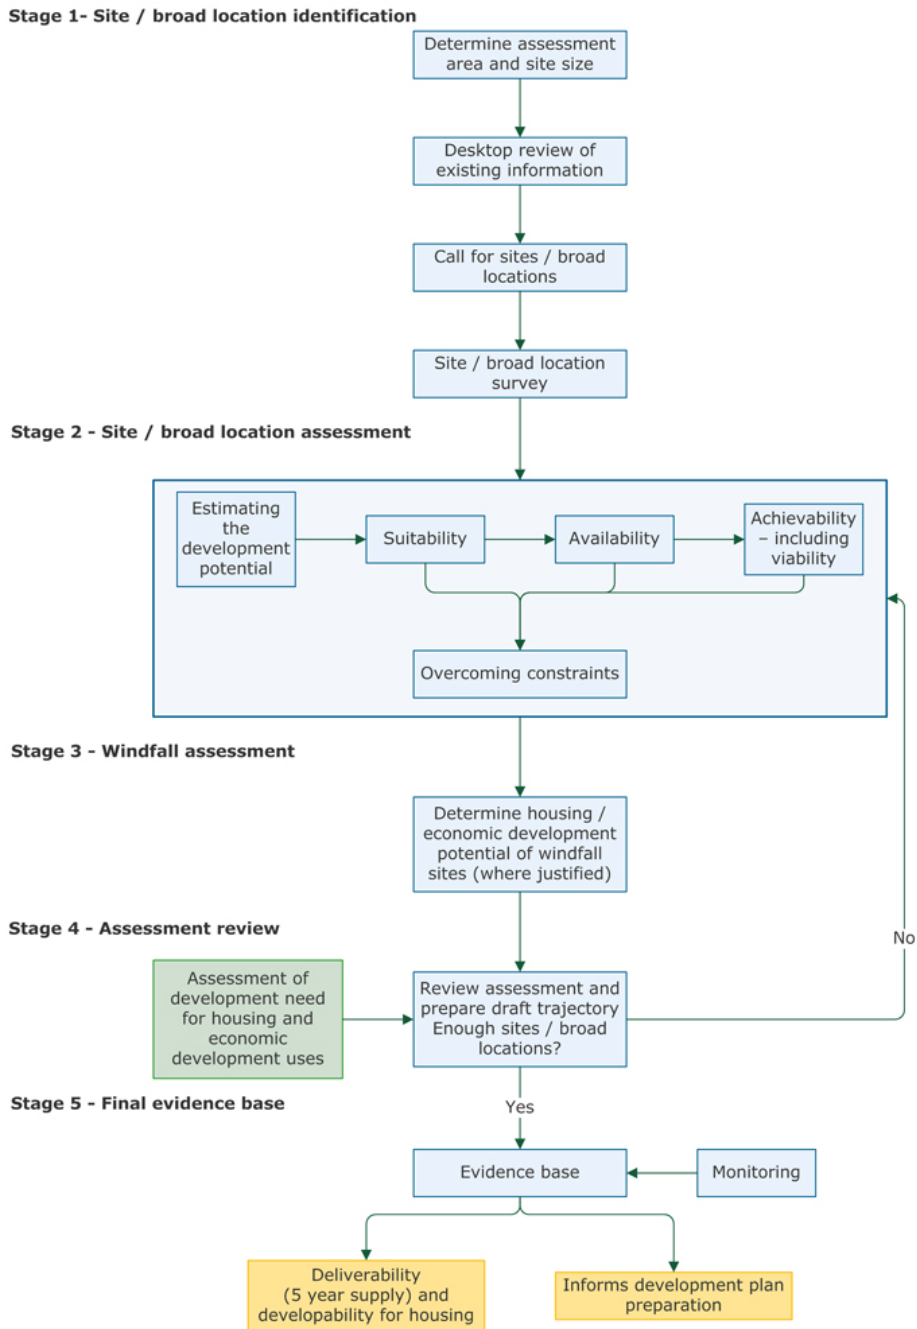 Stage 1- Site / broad location identification
Determine assessment
area and site size
Desktop review of
existing information
Call for sites / broad
locations
Site / broad location
survey
Stage 2 - Site / broad location assessment
Estimating
the
development
potential
Suitability
Availability
Achievability
– including
viability
Overcoming constraints
Stage 3 - Windfall assessment
Determine housing /
economic development
potential of windfall
sites (where justified)
Stage 4 - Assessment review
No
Assessment of
development need
for housing and
economic
development uses
Review assessment and
prepare draft trajectory
Enough sites / broad
locations?
Stage 5 - Final evidence base
Yes
Evidence base
Monitoring
Deliverability
(5 year supply) and
developability for housing
Informs development plan
preparation